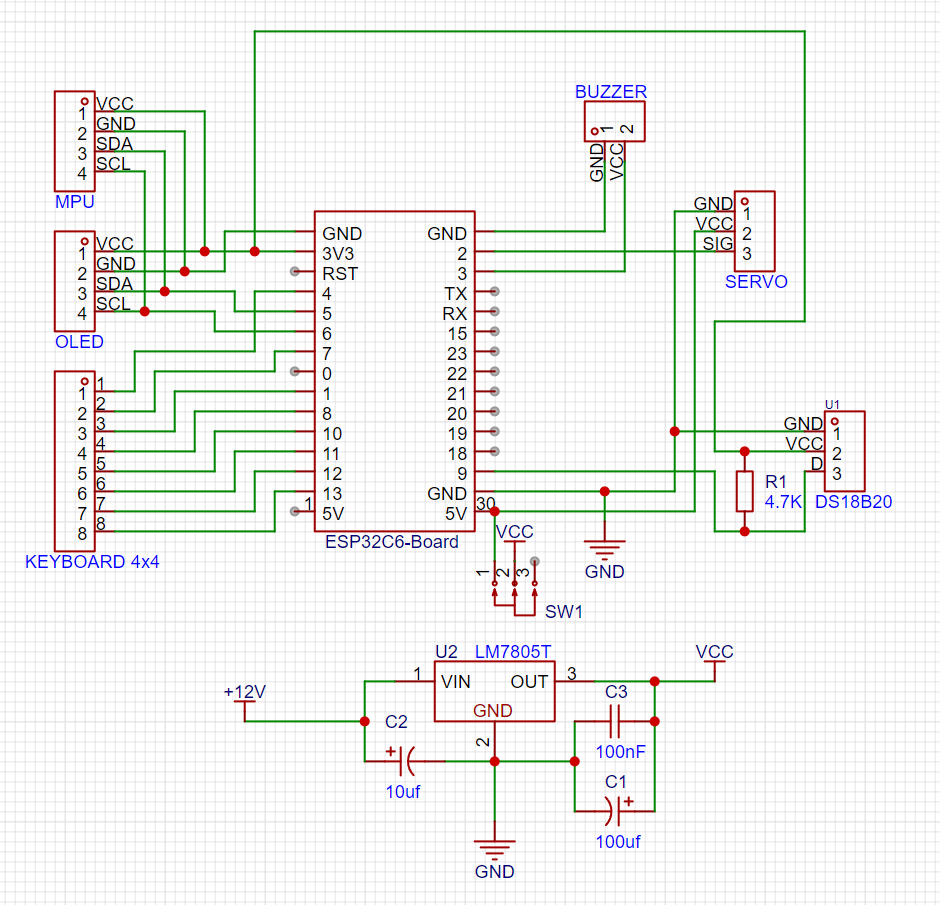 BUZZER
1
2
GND
VCC
1 VCC
2 GND
3 SDA
4 SCL
MPU
1 VCC
2 GND
3 SDA
4 SCL
OLED
1 1
2 2
3 3
4 4
5 5
6 6
7 7
8 8
KEYBOARD 4x4
GND GND
3V3 2
RST 3
4 TX
5 RX
6 15
7 23
0 22
1 21
8 20
10 19
11 18
12 9
13 GND
1 5V 5V 30
ESP32C6-Board
GND 1
VCC 2
SIG 3
SERVO
U1
GND 1
VCC 2
D 3
DS18B20
R1
4.7K
GND
VCC
1 2 3
SW1
U2 LM7805T
1 VIN OUT 3
GND
2
+12V
C2
10uf
VCC
C3
100nF
C1
100uf
GND